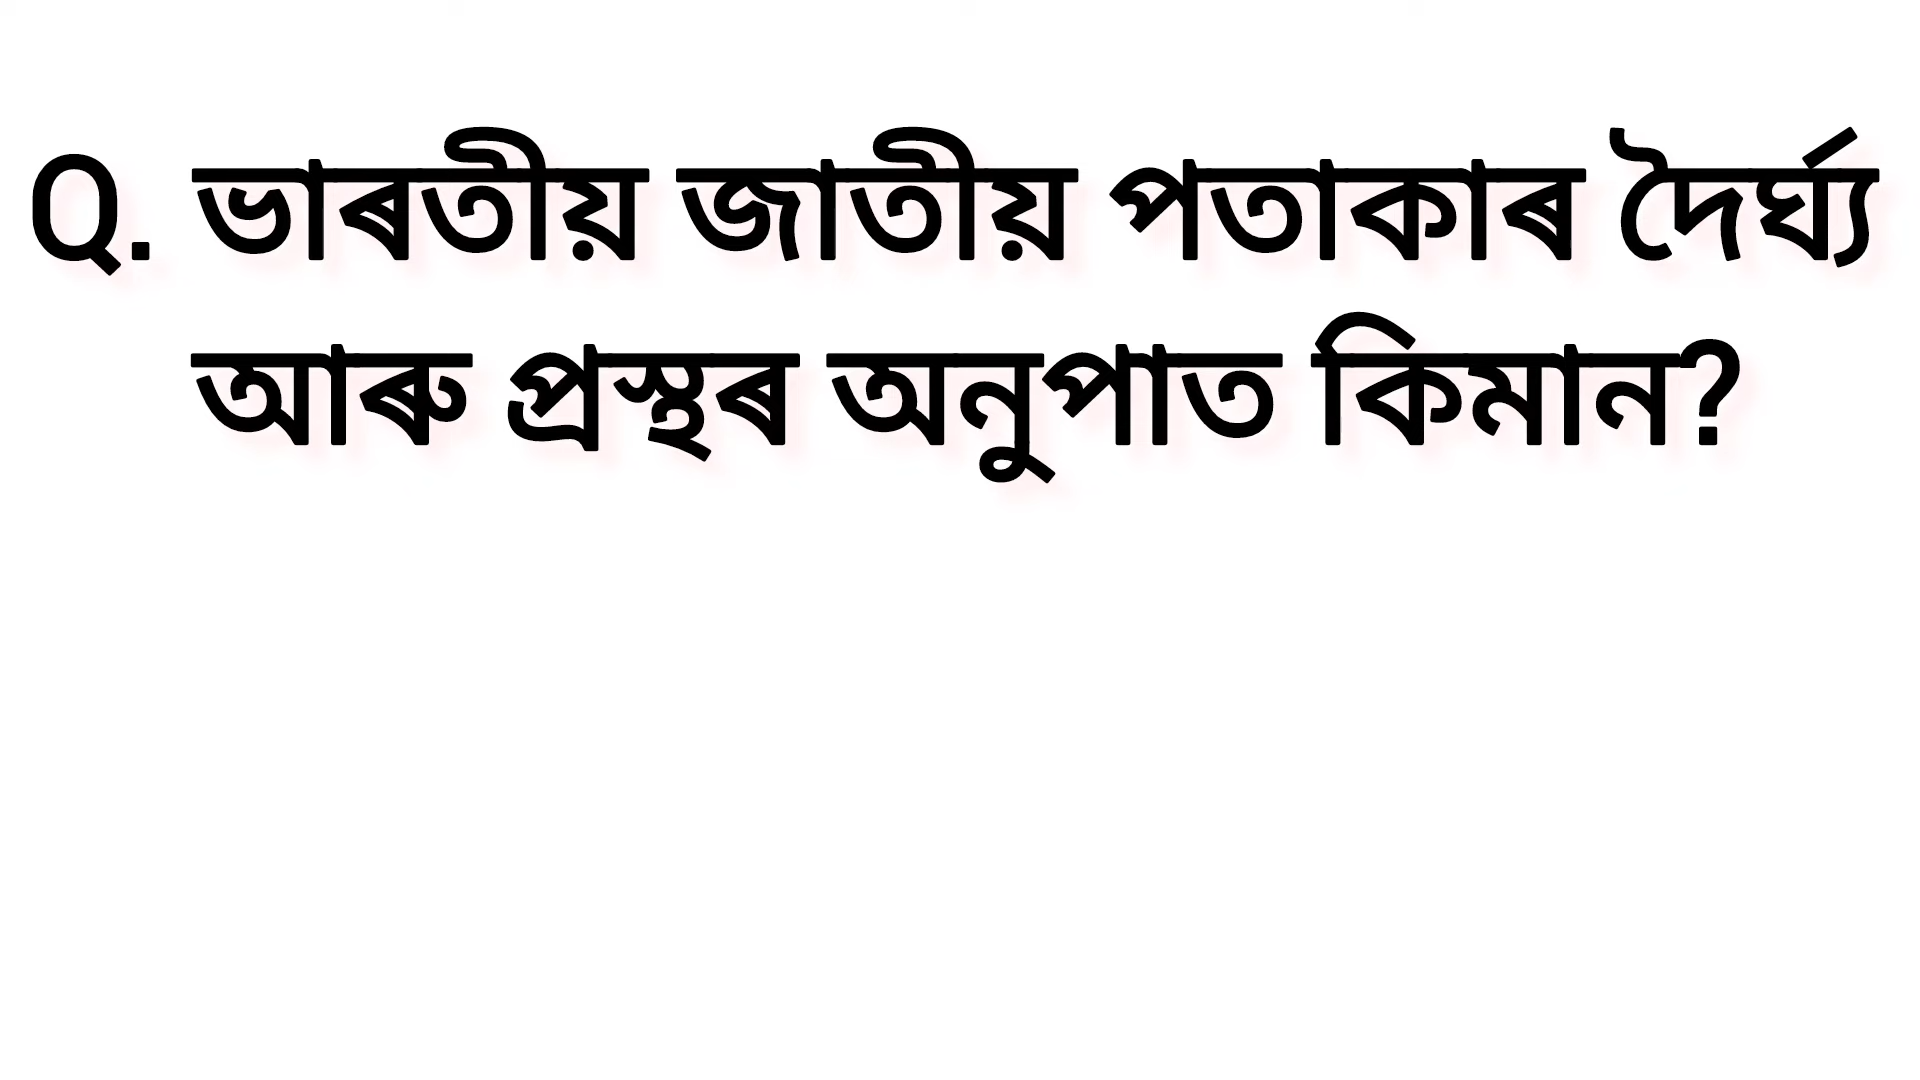 Q. ভাৰতীয় জাতীয় পতাকাৰ দৈৰ্ঘ্য
আৰু প্ৰস্থৰ অনুপাত কিমান?